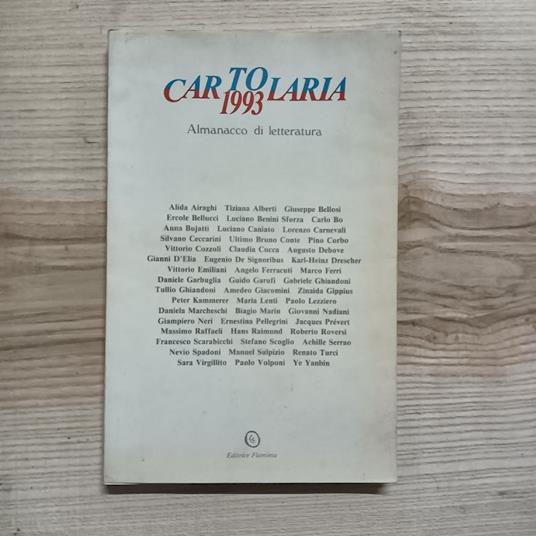 CARTOLARIA
1993
Almanacco di letteratura
Alida Airaghi Tiziana Alberti Giuseppe Bellosi
Ercole Bellucci Luciano Benini Sforza Carlo Bo
Anna Bujatti Luciano Caniato Lorenzo Carnevali
Silvano Ceccarini Ultimo Bruno Conte Pino Corbo
Vittorio Cozzoli Claudia Cucca Augusto Debove
Gianni D'Elia Eugenio De Signoribus Karl-Heinz Drescher
Vittorio Emiliani Angelo Ferracuti Marco Ferri
Daniele Garbuglia Guido Garufi Gabriele Ghiandoni
Tullio Ghiandoni Amedeo Giacomini Zinaida Gippius
Peter Kammerer Maria Lenti Paolo Lezziero
Daniela Marcheschi Biagio Marin Giovanni Nadiani
Giampiero Neri Ernestina Pellegrini Jacques Prévert
Massimo Raffaeli Hans Raimund Roberto Roversi
Francesco Scarabicchi Stefano Scoglio Achille Serrao
Nevio Spadoni Manuel Sulpizio Renato Turci
Sara Virgillito Paolo Volponi Ye Yanbin
Editrice Flaminia